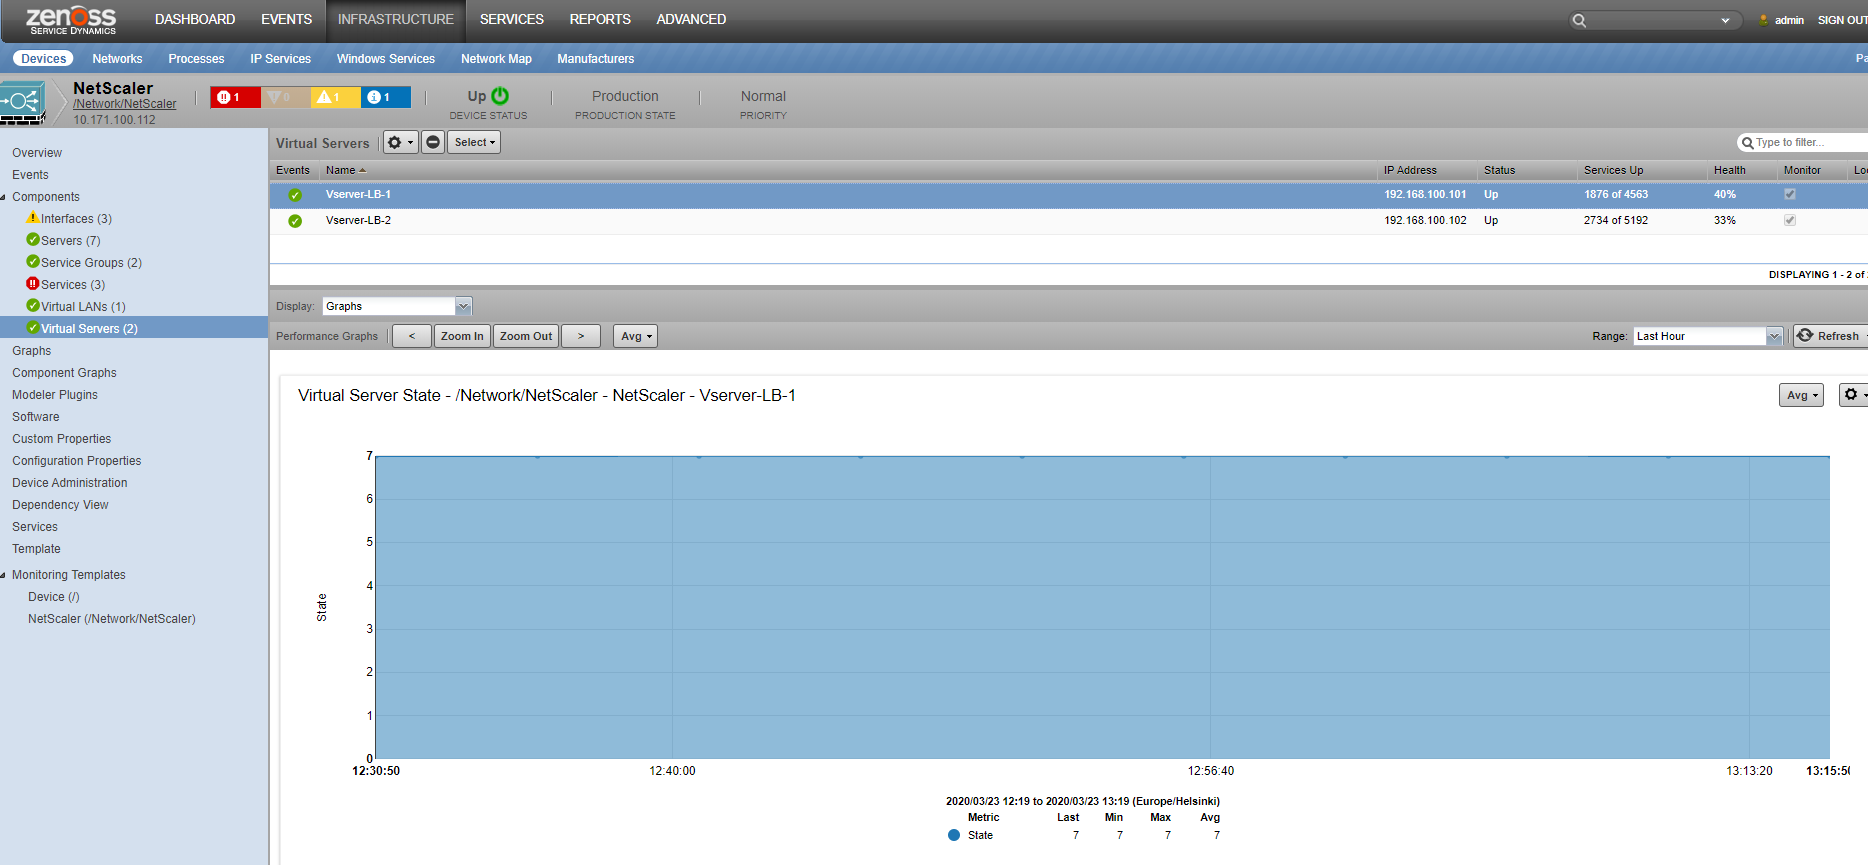 zenoss
SERVICE DYNAMICS
DASHBOARD EVENTS INFRASTRUCTURE SERVICES REPORTS ADVANCED
admin SIGN OUT
Devices Networks Processes IP Services Windows Services Network Map Manufacturers
NetScaler
/Network/NetScaler
10.171.100.112
1 0 1 1
Up
DEVICE STATUS
Production
PRODUCTION STATE
Normal
PRIORITY
Overview
Events
Components
Interfaces (3)
Servers (7)
Service Groups (2)
Services (3)
Virtual LANs (1)
Virtual Servers (2)
Graphs
Component Graphs
Modeler Plugins
Software
Custom Properties
Configuration Properties
Device Administration
Dependency View
Services
Template
Monitoring Templates
Device (/)
NetScaler (/Network/NetScaler)
Virtual Servers Select Type to filter...
Events Name IP Address Status Services Up Health Monitor Lo
Vserver-LB-1 192.168.100.101 Up 1876 of 4563 40%
Vserver-LB-2 192.168.100.102 Up 2734 of 5192 33%
DISPLAYING 1 - 2 of
Display: Graphs
Performance Graphs < Zoom In Zoom Out > Avg Range: Last Hour Refresh
Virtual Server State - /Network/NetScaler - NetScaler - Vserver-LB-1 Avg
7
6
5
4
3
2
1
0
State
12:30:50 12:40:00 12:56:40 13:13:20 13:15:50
2020/03/23 12:19 to 2020/03/23 13:19 (Europe/Helsinki)
Metric Last Min Max Avg
State 7 7 7 7